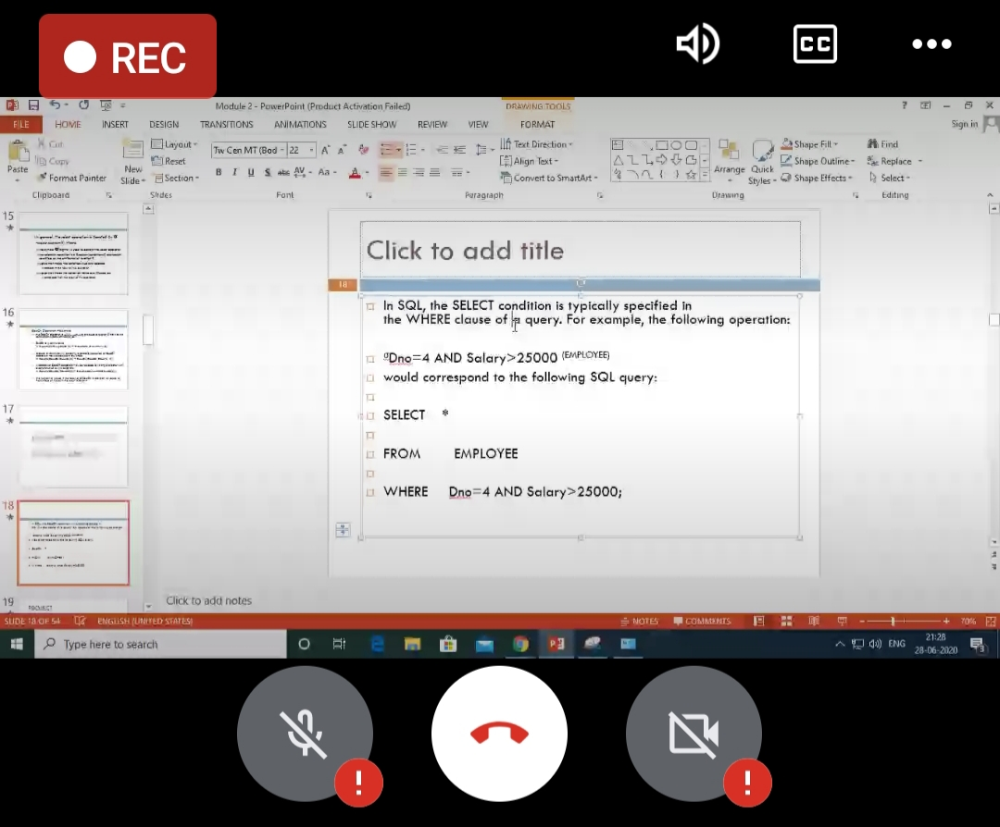 REC
CC
Module 2 - PowerPoint (Product Activation Failed)
DRAWING TOOLS
?
FILE
HOME
INSERT
DESIGN
TRANSITIONS
ANIMATIONS
SLIDE SHOW
REVIEW
VIEW
FORMAT
Sign in
Paste
Cut
Copy
Format Painter
Clipboard
New
Slide
Layout
Reset
Section
Slides
Tw Cen MT (Bod
22
B I U S abc AV Aa A
Font
Text Direction
Align Text
Convert to SmartArt
Paragraph
Arrange
Quick
Styles
Shape Fill
Shape Outline
Shape Effects
Drawing
Find
Replace
Select
Editing
15
16
17
18
19
PROJECT
Click to add title
18
In SQL, the SELECT condition is typically specified in
the WHERE clause of a query. For example, the following operation:
σDno=4 AND Salary>25000 (EMPLOYEE)
would correspond to the following SQL query:
SELECT *
FROM EMPLOYEE
WHERE Dno=4 AND Salary>25000;
Click to add notes
SLIDE 18 OF 54
ENGLISH (UNITED STATES)
NOTES
COMMENTS
70%
Type here to search
ENG
21:28
28-06-2020
3
!
!